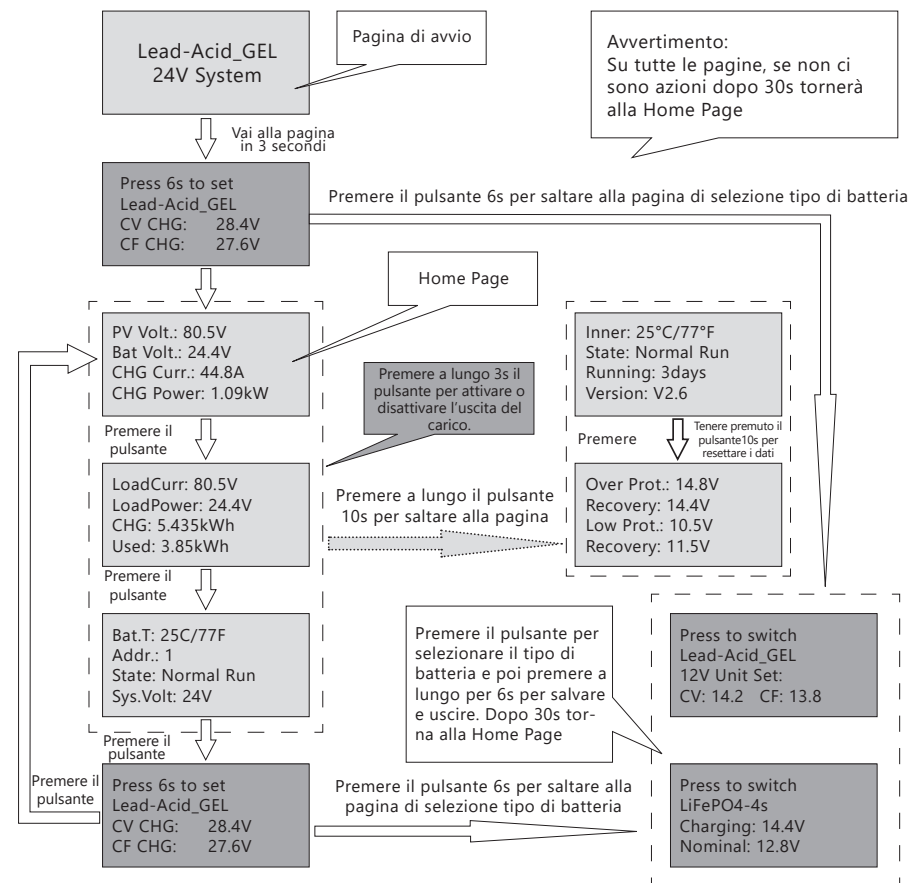 Lead-Acid_GEL
24V System
Pagina di avvio
Avvertimento:
Su tutte le pagine, se non ci
sono azioni dopo 30s tornerà
alla Home Page
Vai alla pagina
in 3 secondi
Press 6s to set
Lead-Acid_GEL
CV CHG: 28.4V
CF CHG: 27.6V
Premere il pulsante 6s per saltare alla pagina di selezione tipo di batteria
Home Page
PV Volt.: 80.5V
Bat Volt.: 24.4V
CHG Curr.: 44.8A
CHG Power: 1.09kW
Premere a lungo 3s il
pulsante per attivare o
disattivare l'uscita del
carico.
Inner: 25°C/77°F
State: Normal Run
Running: 3days
Version: V2.6
Premere il
pulsante
Premere
Tenere premuto il
pulsante10s per
resettare i dati
LoadCurr: 80.5V
LoadPower: 24.4V
CHG: 5.435kWh
Used: 3.85kWh
Premere a lungo il pulsante
10s per saltare alla pagina
Over Prot.: 14.8V
Recovery: 14.4V
Low Prot.: 10.5V
Recovery: 11.5V
Premere il
pulsante
Bat.T: 25C/77F
Addr.: 1
State: Normal Run
Sys.Volt: 24V
Premere il pulsante per
selezionare il tipo di
batteria e poi premere a
lungo per 6s per salvare
e uscire. Dopo 30s tor-
na alla Home Page
Press to switch
Lead-Acid_GEL
12V Unit Set:
CV: 14.2 CF: 13.8
Premere il
pulsante
Premere il
pulsante
Press 6s to set
Lead-Acid_GEL
CV CHG: 28.4V
CF CHG: 27.6V
Premere il pulsante 6s per saltare alla
pagina di selezione tipo di batteria
Press to switch
LiFePO4-4s
Charging: 14.4V
Nominal: 12.8V